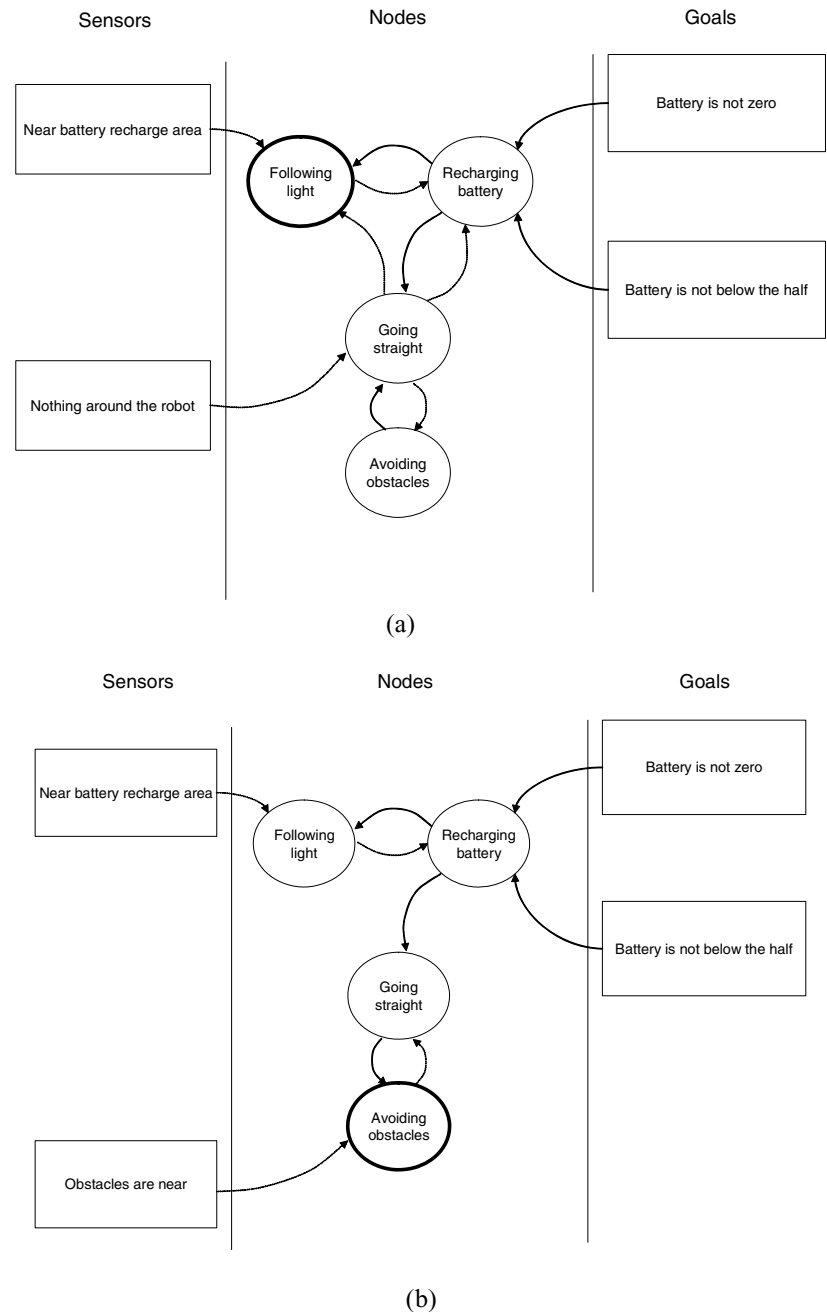 Sensors
Nodes
Goals
Near battery recharge area
Battery is not zero
Following
light
Recharging
battery
Battery is not below the half
Going
straight
Nothing around the robot
Avoiding
obstacles
(a)
Sensors
Nodes
Goals
Near battery recharge area
Battery is not zero
Following
light
Recharging
battery
Battery is not below the half
Going
straight
Avoiding
obstacles
Obstacles are near
(b)